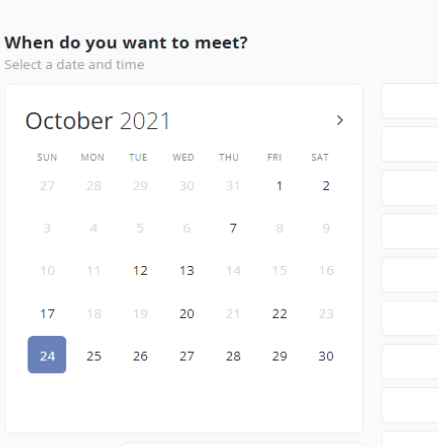 When do you want to meet?
Select a date and time
October 2021 >
SUN MON TUE WED THU FRI SAT
27 28 29 30 31 1 2
3 4 5 6 7 8 9
10 11 12 13 14 15 16
17 18 19 20 21 22 23
24 25 26 27 28 29 30